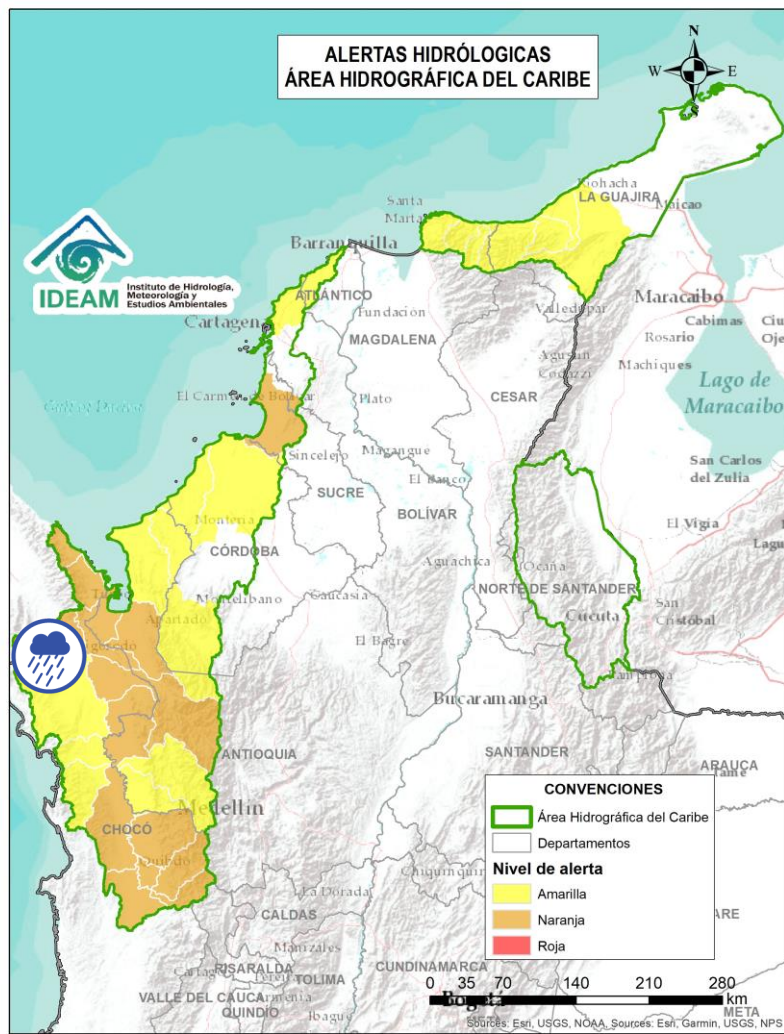 ALERTAS HIDRÓLOGICAS
ÁREA HIDROGRÁFICA DEL CARIBE
N
W
E
S
Riohacha
LA GUAJIRA
Maicao
Santa
Marta
Barranquilla
IDEAM
Instituto de Hidrología,
Meteorología y
Estudios Ambientales
ATLÁNTICO
Cartagen
Fundación
Valledupar
Maracaibo
Cabimas
Rosario
Machiques
MAGDALENA
Agustín
Codazzi
Lago de
Maracaibo
El Carmen de Bolívar
Plato
CESAR
Sincelejo
Magangue
San Carlos
del Zulia
El Banco
SUCRE
BOLÍVAR
Montería
El Vigía
CÓRDOBA
Aguachica
Ocaña
NORTE DE SANTANDER
Montelibano
Caucasia
San
Cristóbal
Cucuta
Apartadó
El Bagre
Bucaramanga
ANTIOQUIA
SANTANDER
ARAUCA
Medellín
CHOCÓ
Quibdó
CONVENCIONES
Área Hidrográfica del Caribe
Departamentos
Nivel de alerta
Amarilla
Naranja
Roja
La Dorada
CALDAS
Manizales
RISARALDA
TOLIMA
CUNDINAMARCA
VALLE DEL CAUCA
Armenia
QUINDÍO
Ibague
Bogotá
META
0 35 70 140 210 280
km
Sources: Esri, USGS, NOAA, Sources: Esri, Garmin, USGS, NPS